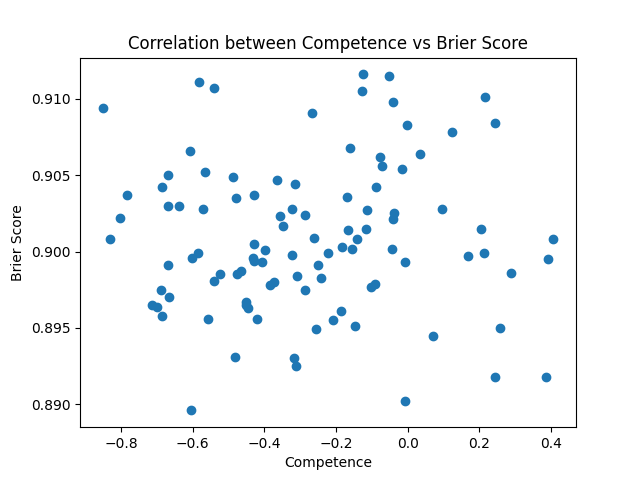 Correlation between Competence vs Brier Score
0.910
0.905
0.900
0.895
0.890
Brier Score
−0.8 −0.6 −0.4 −0.2 0.0 0.2 0.4
Competence